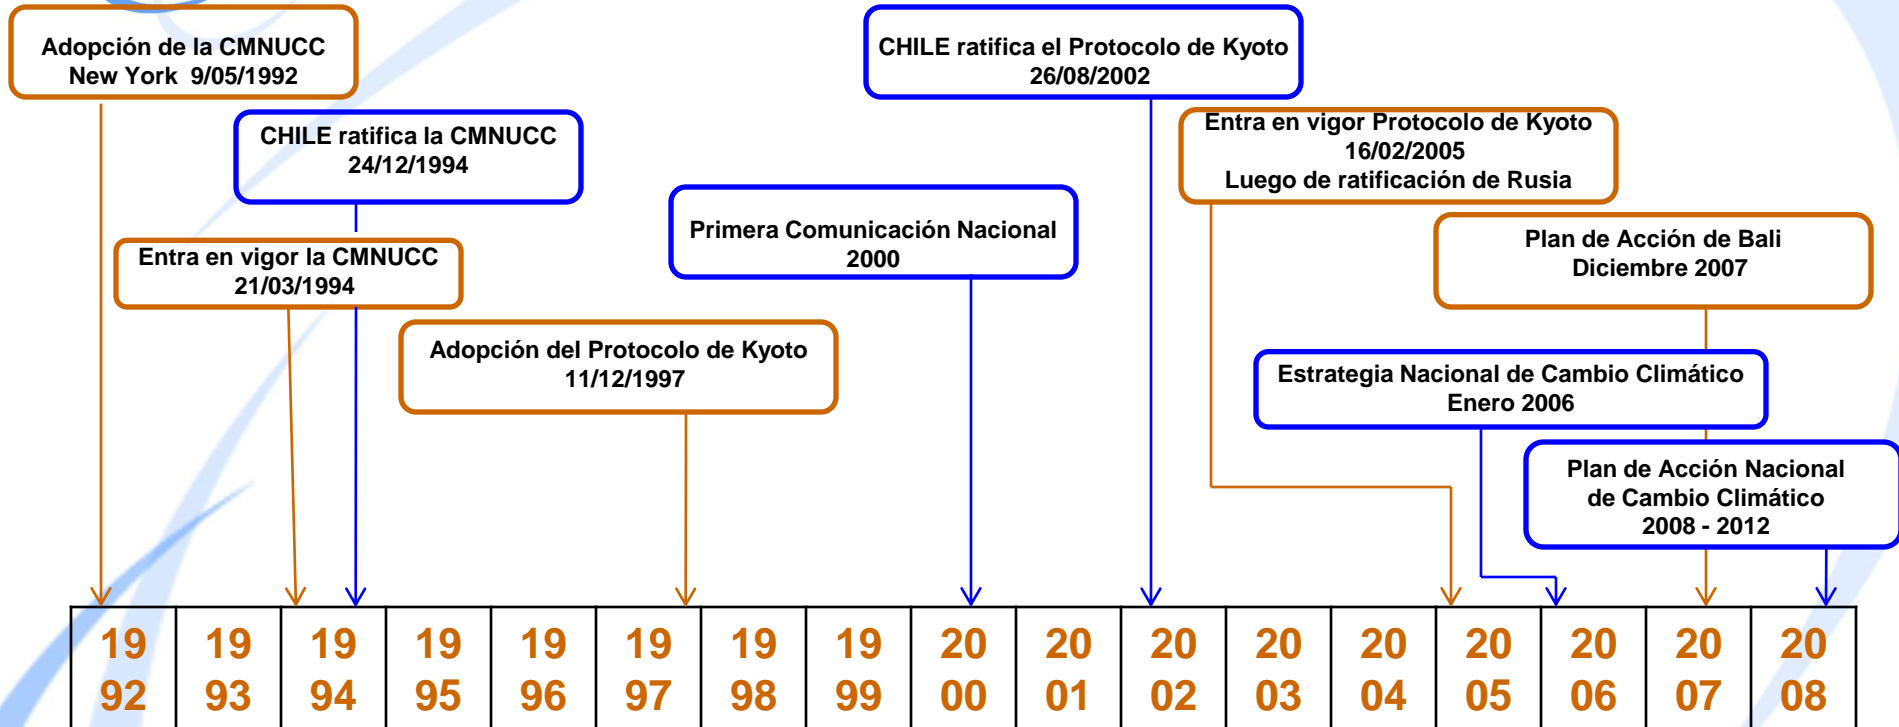 Adopción de la CMNUCC
New York 9/05/1992
CHILE ratifica el Protocolo de Kyoto
26/08/2002
CHILE ratifica la CMNUCC
24/12/1994
Entra en vigor Protocolo de Kyoto
16/02/2005
Luego de ratificación de Rusia
Primera Comunicación Nacional
2000
Plan de Acción de Bali
Diciembre 2007
Entra en vigor la CMNUCC
21/03/1994
Adopción del Protocolo de Kyoto
11/12/1997
Estrategia Nacional de Cambio Climático
Enero 2006
Plan de Acción Nacional
de Cambio Climático
2008 - 2012
19 19 19 19 19 19 19 19 20 20 20 20 20 20 20 20 20
92 93 94 95 96 97 98 99 00 01 02 03 04 05 06 07 08